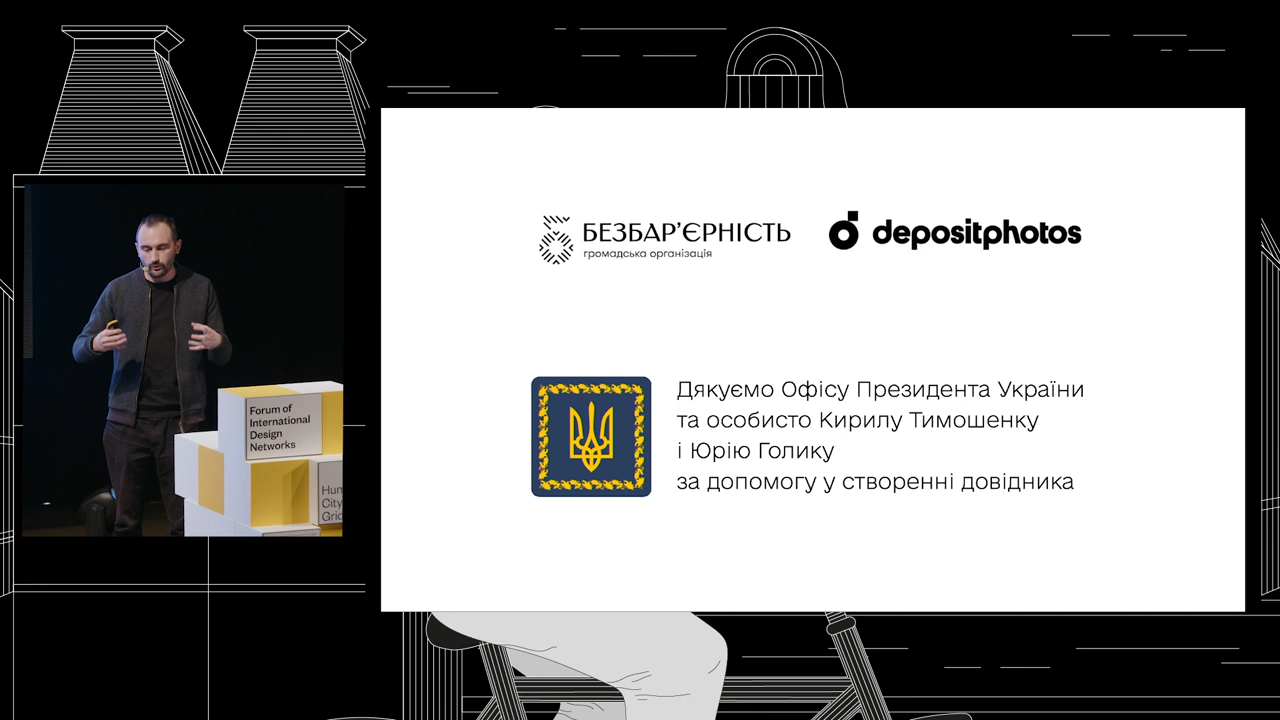 БЕЗБАР'ЄРНІСТЬ
громадська організація
depositphotos
Дякуємо Офісу Президента України
та особисто Кирилу Тимошенку
і Юрію Голику
за допомогу у створенні довідника
Forum of
International
Design
Networks
City